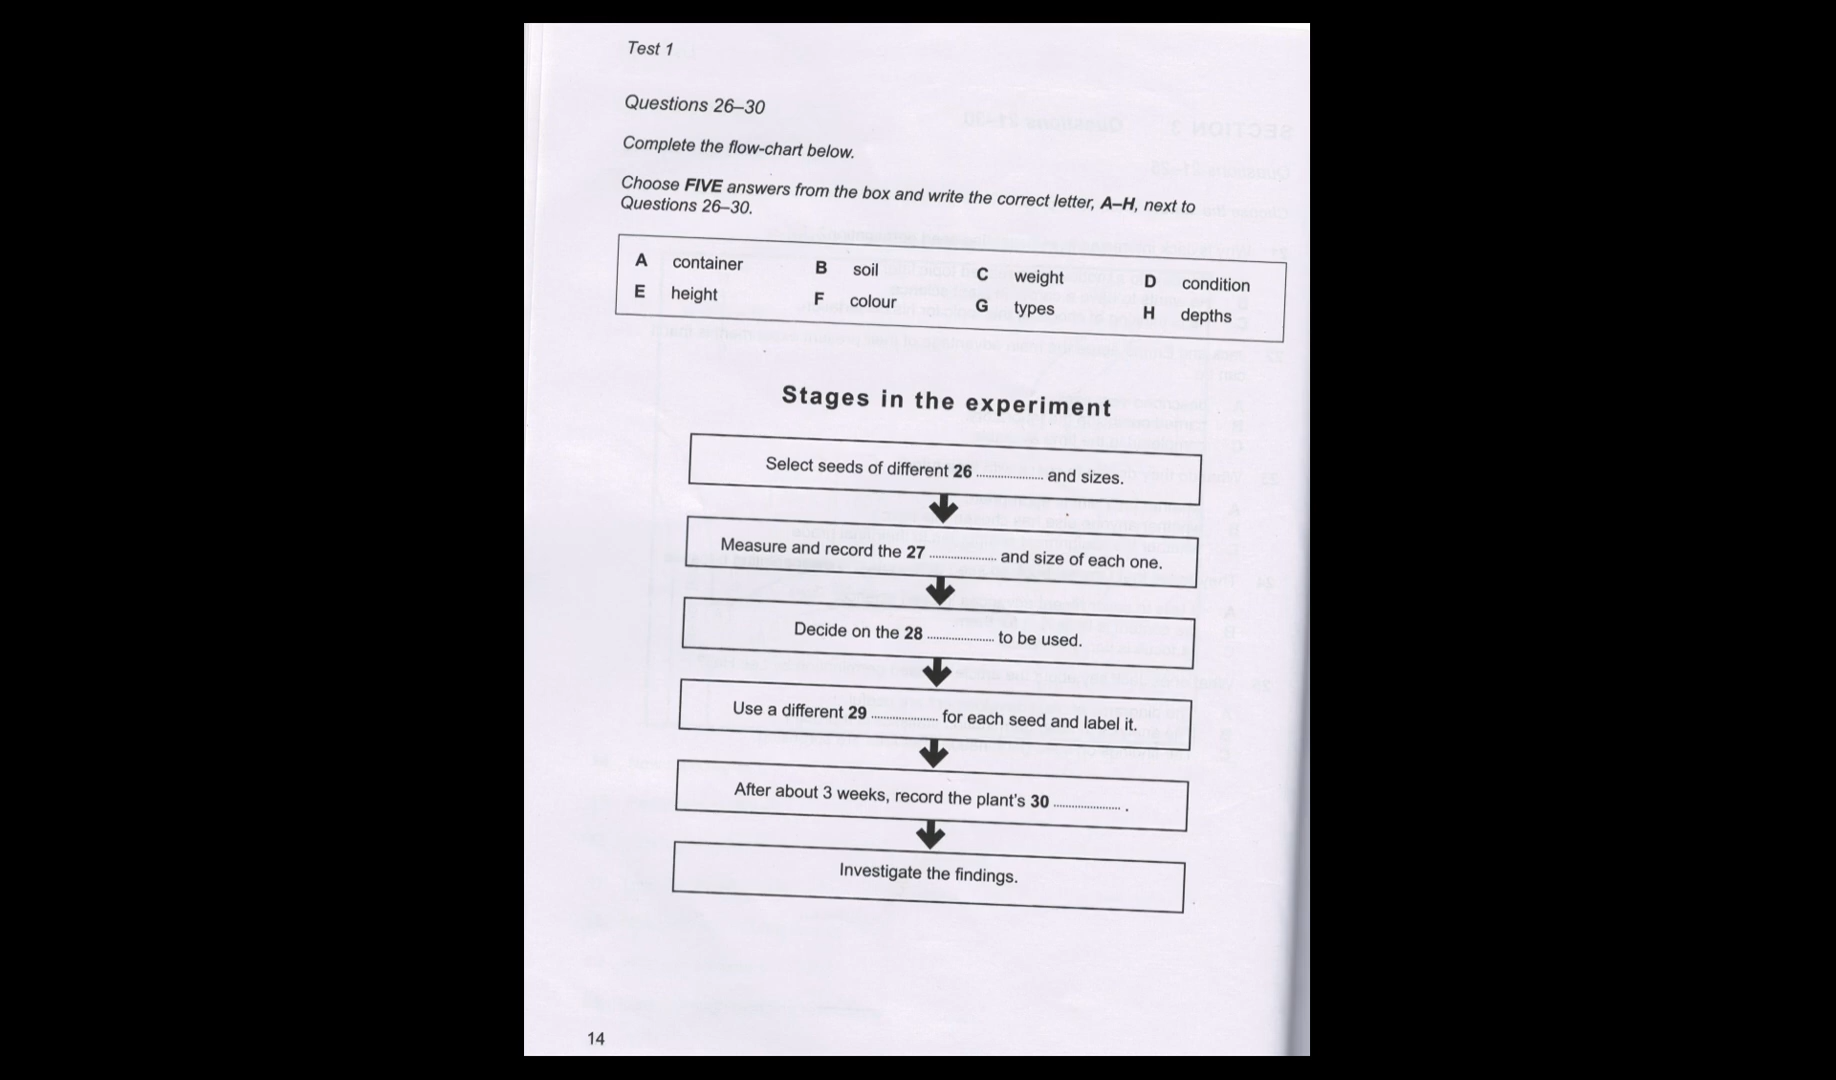 Test 1
Questions 26–30
Complete the flow-chart below.
Choose FIVE answers from the box and write the correct letter, A–H, next to
Questions 26–30.
A container B soil C weight D condition
E height F colour G types H depths
Stages in the experiment
Select seeds of different 26 ..................... and sizes.
Measure and record the 27 ..................... and size of each one.
Decide on the 28 ..................... to be used.
Use a different 29 ..................... for each seed and label it.
After about 3 weeks, record the plant's 30 ..................... .
Investigate the findings.
14